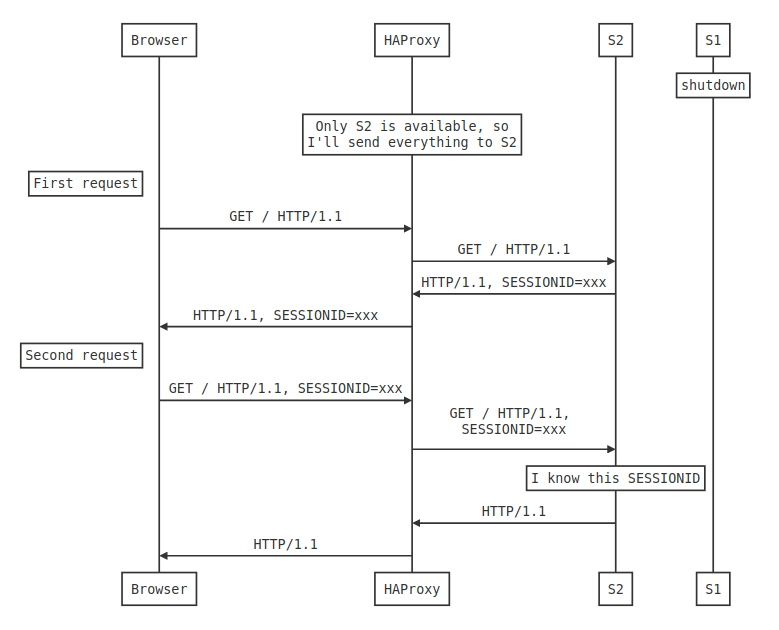 Browser
HAProxy
S2
S1
shutdown
Only S2 is available, so
I'll send everything to S2
First request
GET / HTTP/1.1
GET / HTTP/1.1
HTTP/1.1, SESSIONID=xxx
HTTP/1.1, SESSIONID=xxx
Second request
GET / HTTP/1.1, SESSIONID=xxx
GET / HTTP/1.1,
SESSIONID=xxx
I know this SESSIONID
HTTP/1.1
HTTP/1.1
Browser
HAProxy
S2
S1